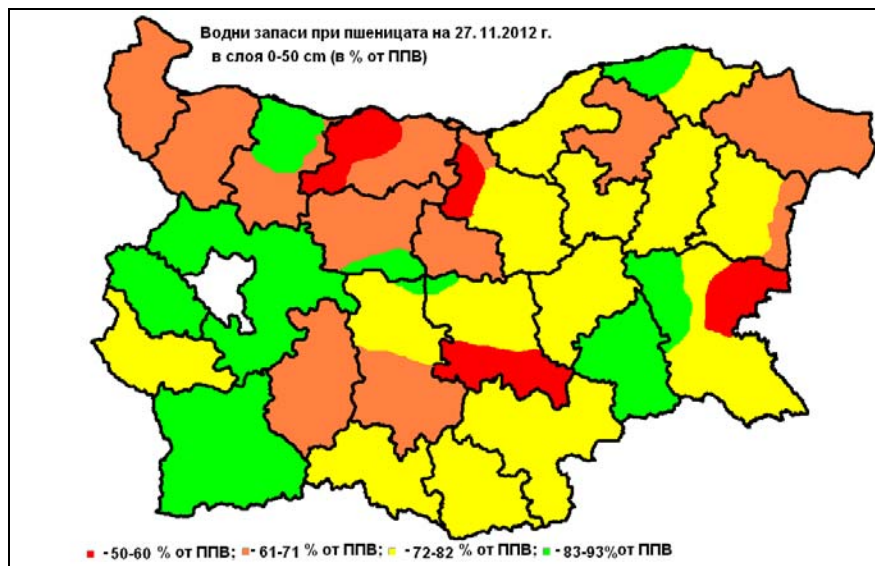 Водни запаси при пшеницата на 27.11.2012 г.
в слоя 0-50 cm (в % от ППВ)
- 50-60 % от ППВ; - 61-71 % от ППВ; - 72-82 % от ППВ; - 83-93% от ППВ